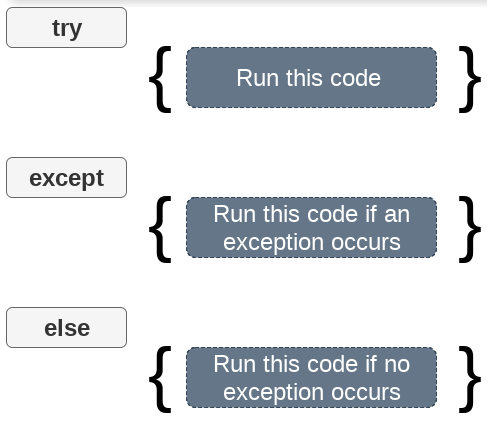 try
{ Run this code }
except
{ Run this code if an
exception occurs }
else
{ Run this code if no
exception occurs }